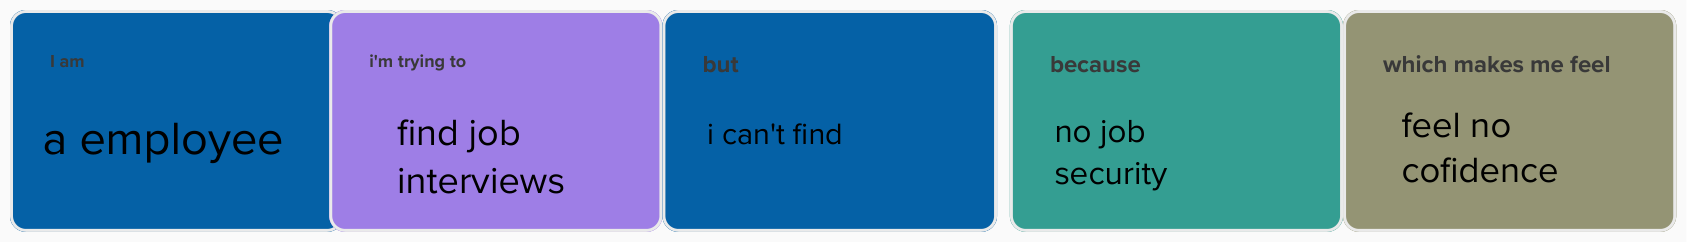 I am
a employee
i'm trying to
find job
interviews
but
i can't find
because
no job
security
which makes me feel
feel no
cofidence